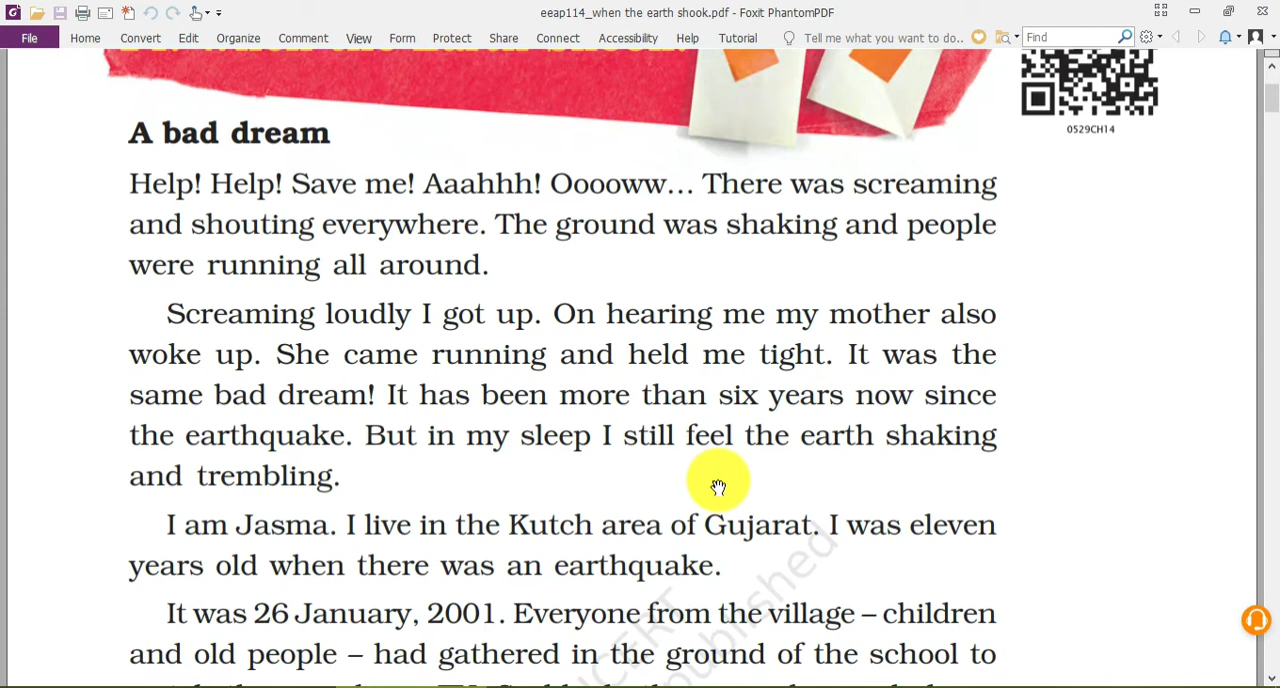 eeap114_when the earth shook.pdf - Foxit PhantomPDF
File Home Convert Edit Organize Comment View Form Protect Share Connect Accessibility Help Tutorial Tell me what you want to do.. Find
0529CH14
A bad dream
Help! Help! Save me! Aaahhh! Ooooww... There was screaming
and shouting everywhere. The ground was shaking and people
were running all around.
Screaming loudly I got up. On hearing me my mother also
woke up. She came running and held me tight. It was the
same bad dream! It has been more than six years now since
the earthquake. But in my sleep I still feel the earth shaking
and trembling.
I am Jasma. I live in the Kutch area of Gujarat. I was eleven
years old when there was an earthquake.
It was 26 January, 2001. Everyone from the village – children
and old people – had gathered in the ground of the school to
NCERT
published